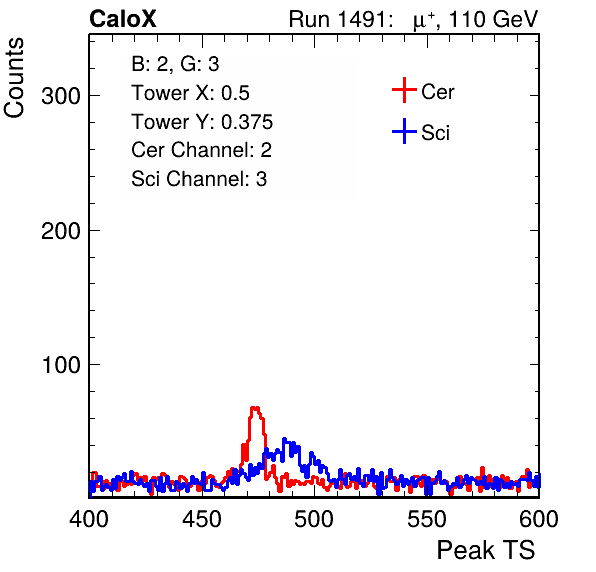 CaloX Run 1491: μ⁺, 110 GeV
Counts
B: 2, G: 3
Tower X: 0.5
Tower Y: 0.375
Cer Channel: 2
Sci Channel: 3
Cer
Sci
300
200
100
400 450 500 550 600
Peak TS